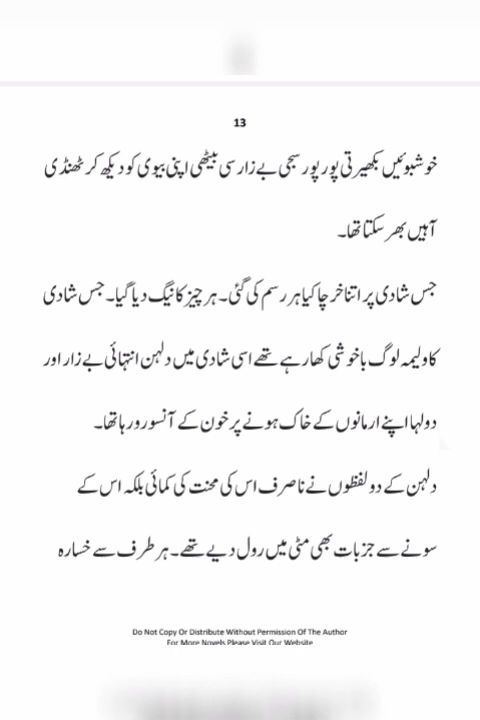 13
خوشبوئیں بکھیرتی پور پور سجی بے زار سی بیٹھی اپنی بیوی کو دیکھ کر ٹھنڈی
آہیں بھر سکتا تھا۔
جس شادی پر اتنا خرچا کیا ہر رسم کی گئی۔ ہر چیز کا نیگ دیا گیا۔ جس شادی
کا ولیمہ لوگ باخوشی کھا رہے تھے اسی شادی میں دلہن انتہائی بے زار اور
دولہا اپنے ارمانوں کے خاک ہونے پر خون کے آنسو رو رہا تھا۔
دلہن کے دو لفظوں نے ناصرف اس کی محنت کی کمائی بلکہ اس کے
سونے سے جزبات بھی مٹی میں رول دیے تھے۔ ہر طرف سے خسارہ
Do Not Copy Or Distribute Without Permission Of The Author
For More Novels Please Visit Our Website